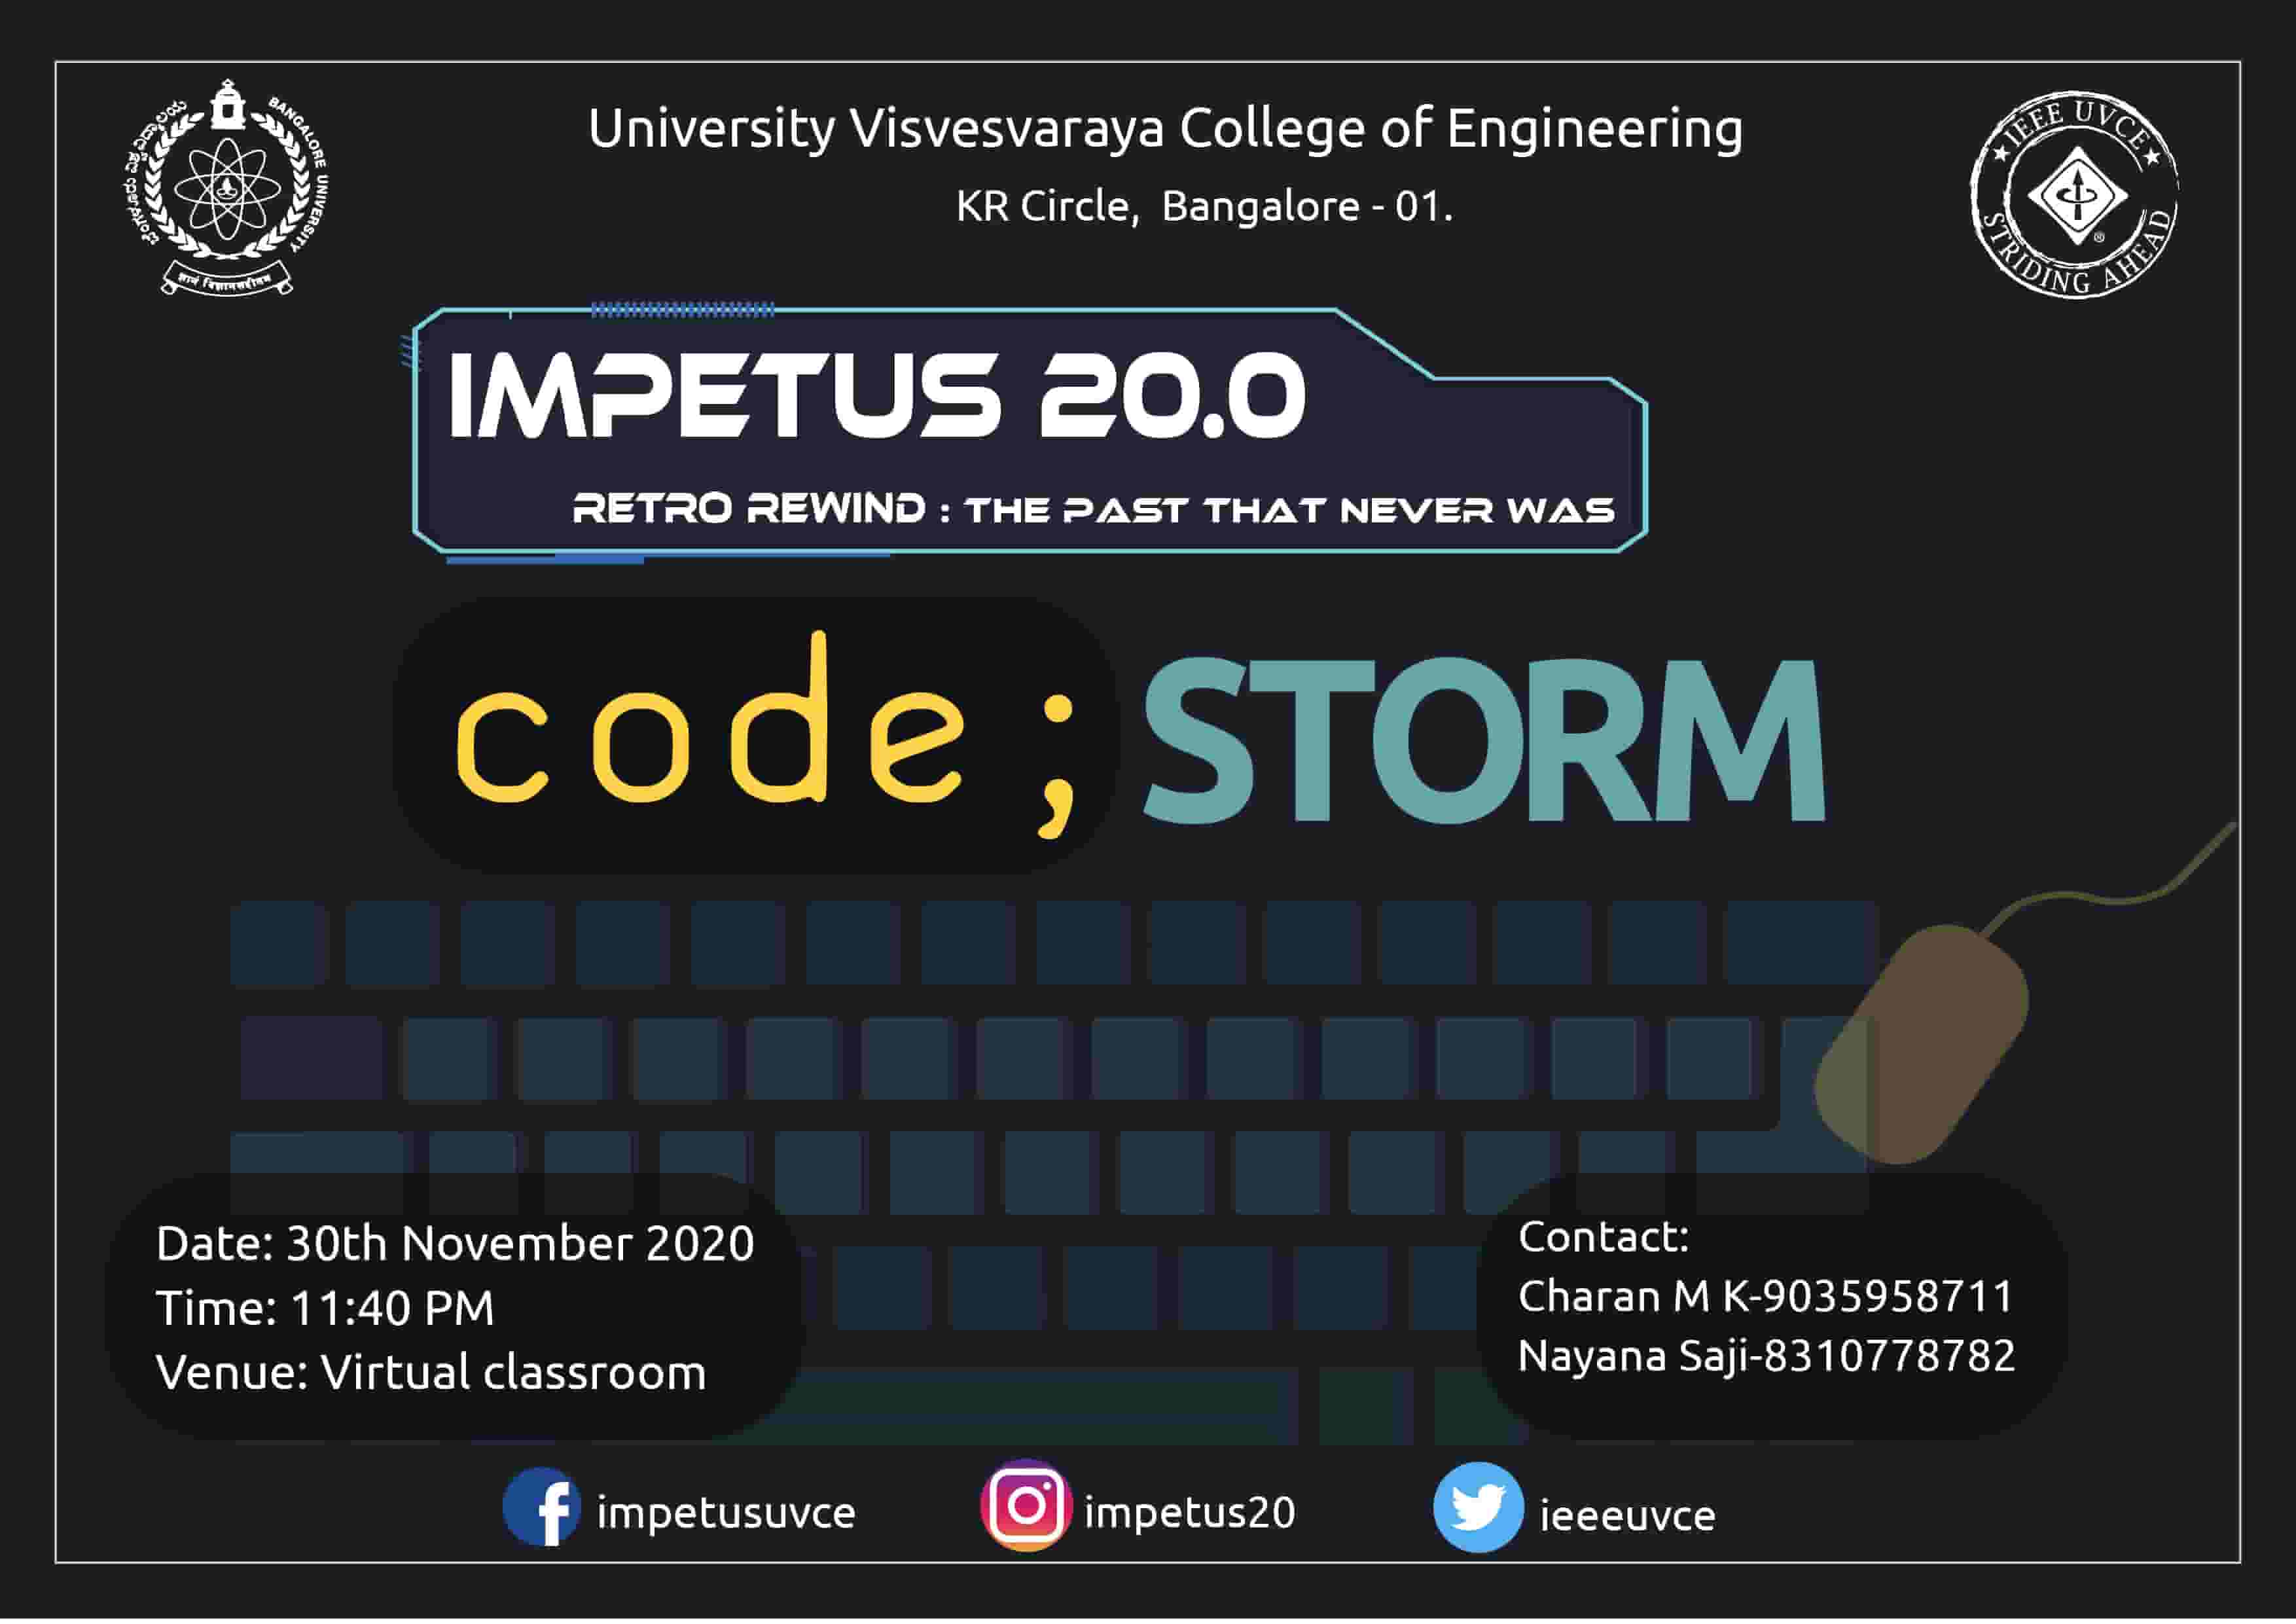 BANGALORE UNIVERSITY
University Visvesvaraya College of Engineering
KR Circle, Bangalore - 01.
IEEE UVCE
STRIDING AHEAD
IMPETUS 20.0
RETRO REWIND : THE PAST THAT NEVER WAS
code;STORM
Date: 30th November 2020
Time: 11:40 PM
Venue: Virtual classroom
Contact:
Charan M K-9035958711
Nayana Saji-8310778782
impetusuvce
impetus20
ieeeuvce